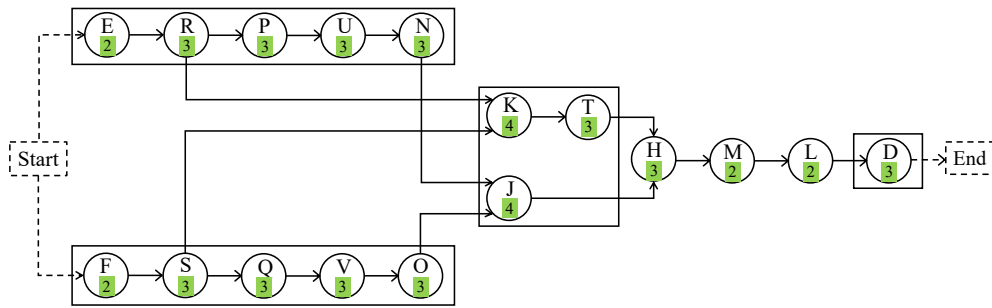 E R P U N
2 3 3 3 3
K T
4 3
Start
H M L D End
3 2 2 3
J
4
F S Q V O
2 3 3 3 3